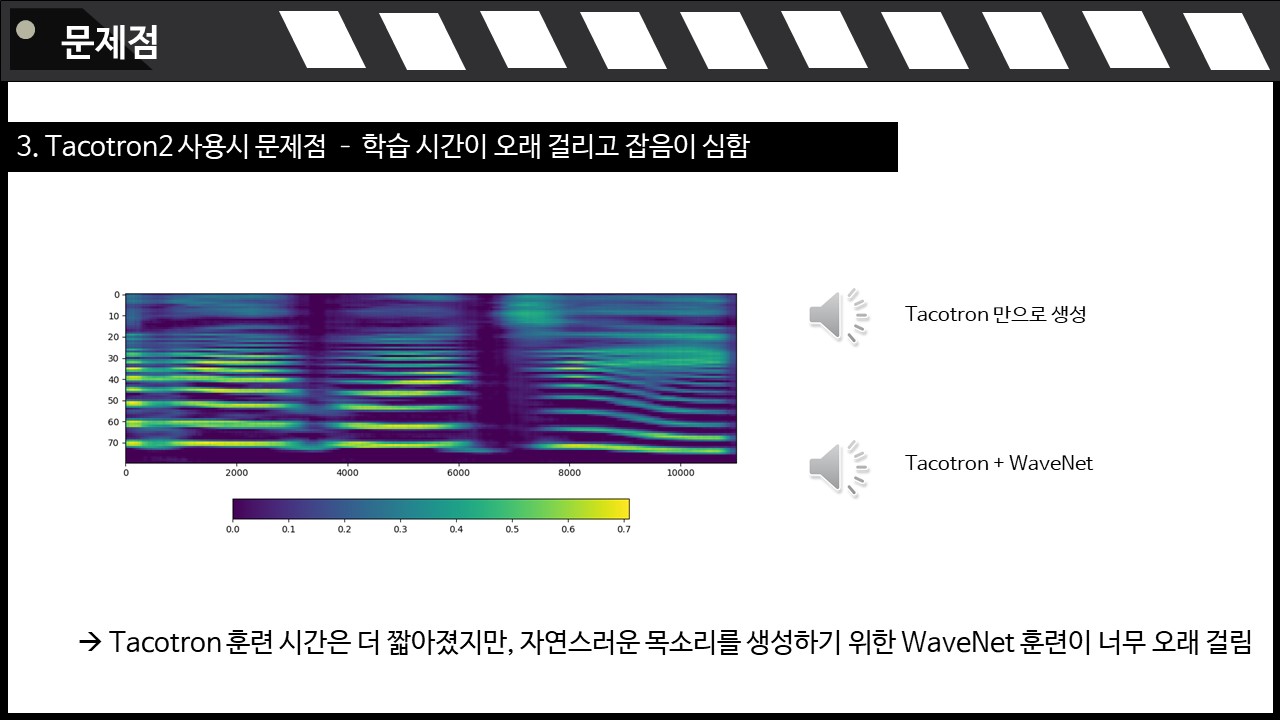 문제점
3. Tacotron2 사용시 문제점 - 학습 시간이 오래 걸리고 잡음이 심함
0
10
20
30
40
50
60
70
0 2000 4000 6000 8000 10000
0.0 0.1 0.2 0.3 0.4 0.5 0.6 0.7
Tacotron 만으로 생성
Tacotron + WaveNet
→ Tacotron 훈련 시간은 더 짧아졌지만, 자연스러운 목소리를 생성하기 위한 WaveNet 훈련이 너무 오래 걸림